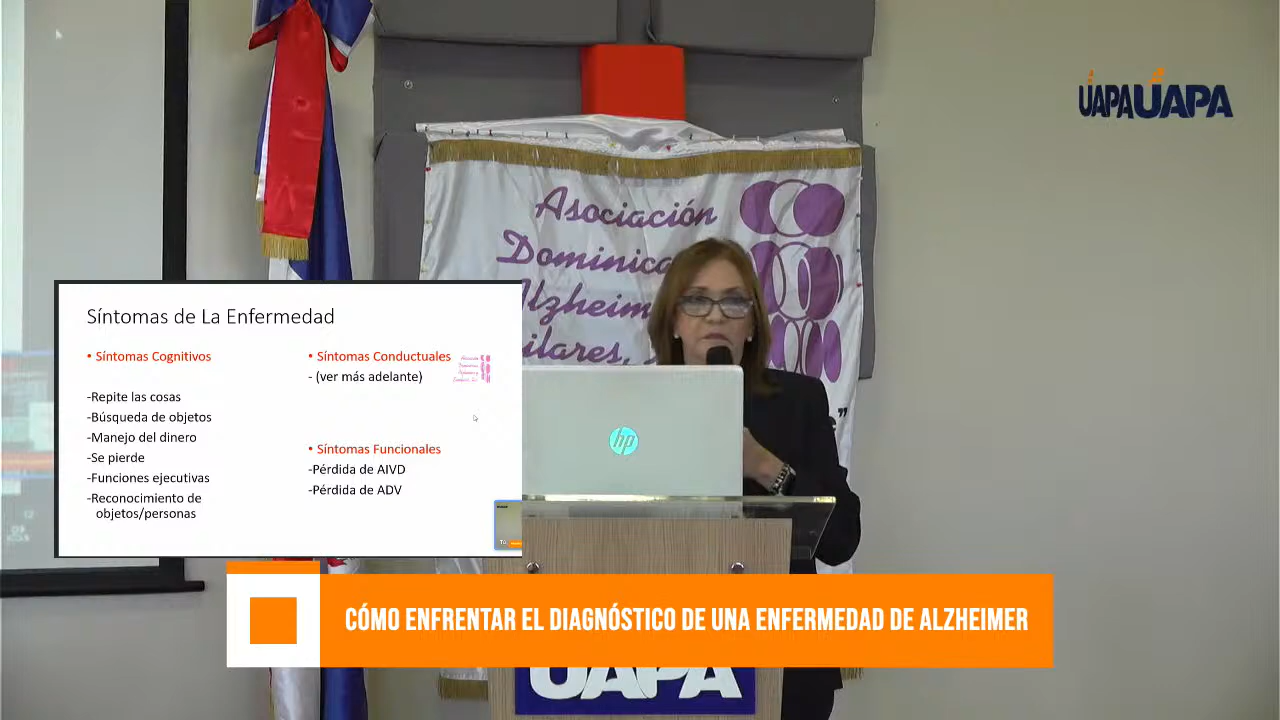 UAPA UAPA
Asociación
Dominica
Alzheim
ilares,
Síntomas de La Enfermedad
• Síntomas Cognitivos
-Repite las cosas
-Búsqueda de objetos
-Manejo del dinero
-Se pierde
-Funciones ejecutivas
-Reconocimiento de
objetos/personas
• Síntomas Conductuales
- (ver más adelante)
• Síntomas Funcionales
-Pérdida de AIVD
-Pérdida de ADV
hp
CÓMO ENFRENTAR EL DIAGNÓSTICO DE UNA ENFERMEDAD DE ALZHEIMER
UAPA